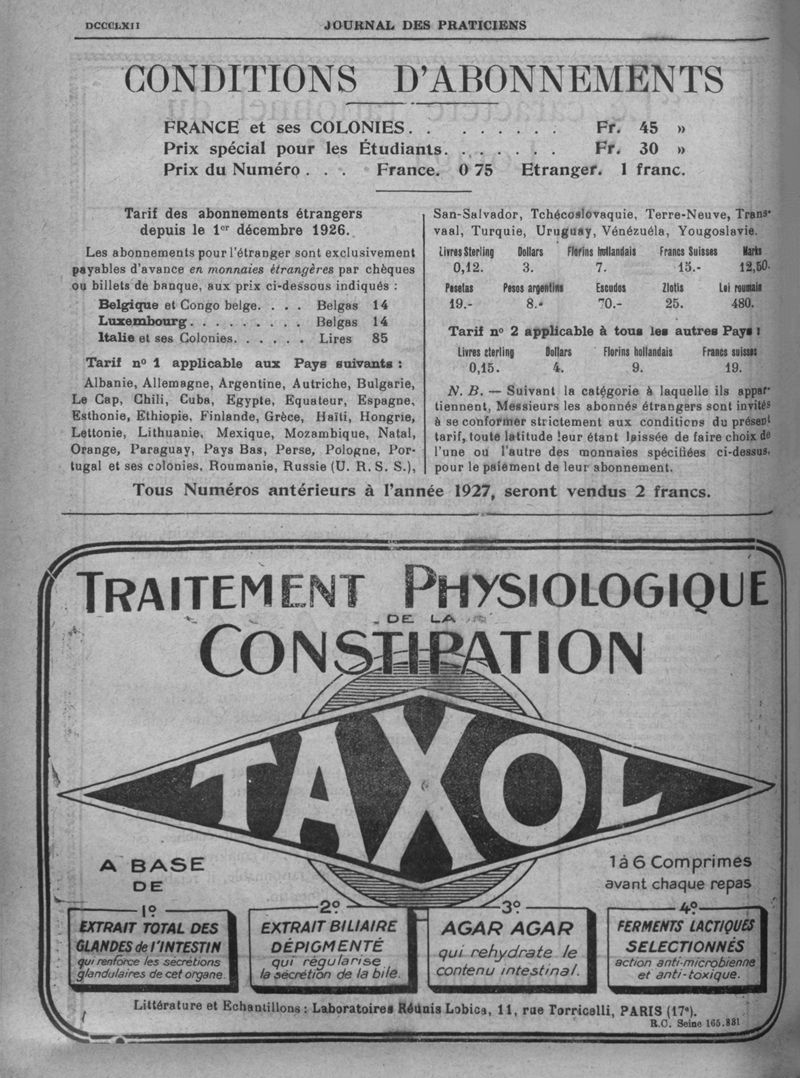 DCCCLXII
JOURNAL DES PRATICIENS
CONDITIONS D'ABONNEMENTS
FRANCE et ses COLONIES. . . . . . . . . Fr. 45 »
Prix spécial pour les Étudiants. . . . . . . Fr. 30 »
Prix du Numéro . . . France. 0 75 Etranger. 1 franc.
Tarif des abonnements étrangers
depuis le 1er décembre 1926.
Les abonnements pour l'étranger sont exclusivement
payables d'avance en monnaies étrangères par chèques
ou billets de banque, aux prix ci-dessous indiqués :
Belgique et Congo belge. . . . Belgas 14
Luxembourg. . . . . . . . . Belgas 14
Italie et ses Colonies. . . . . . Lires 85
Tarif n° 1 applicable aux Pays suivants :
Albanie, Allemagne, Argentine, Autriche, Bulgarie,
Le Cap, Chili, Cuba, Egypte, Equateur, Espagne,
Esthonie, Ethiopie, Finlande, Grèce, Haïti, Hongrie,
Lettonie, Lithuanie, Mexique, Mozambique, Natal,
Orange, Paraguay, Pays Bas, Perse, Pologne, Por-
tugal et ses colonies, Roumanie, Russie (U. R. S. S.),
San-Salvador, Tchécoslovaquie, Terre-Neuve, Trans-
vaal, Turquie, Uruguay, Vénézuéla, Yougoslavie.
Livres Sterling Dollars Florins hollandais Francs Suisses Marks
0,12. 3. 7. 15.- 12,50.
Pesetas Pesos argentins Escudos Zlotis Lei roumain
19.- 8.- 70.- 25. 480.
Tarif n° 2 applicable à tous les autres Pays :
Livres cterling Dollars Florins hollandais Francs suisses
0,15. 4. 9. 19.
N. B. — Suivant la catégorie à laquelle ils appar-
tiennent, Messieurs les abonnés étrangers sont invités
à se conformer strictement aux conditions du présent
tarif, toute latitude leur étant laissée de faire choix de
l'une ou l'autre des monnaies spécifiées ci-dessus,
pour le paiement de leur abonnement.
Tous Numéros antérieurs à l'année 1927, seront vendus 2 francs.
TRAITEMENT PHYSIOLOGIQUE
DE LA
CONSTIPATION
TAXOL
A BASE
DE
1à 6 Comprimés
avant chaque repas
1°
EXTRAIT TOTAL DES
GLANDES de l'INTESTIN
qui renforce les sécrétions
glandulaires de cet organe.
2°
EXTRAIT BILIAIRE
DÉPIGMENTÉ
qui régularise
la sécrétion de la bile.
3°
AGAR AGAR
qui rehydrate le
contenu intestinal.
4°
FERMENTS LACTIQUES
SELECTIONNÉS
action anti-microbienne
et anti-toxique.
Littérature et Echantillons : Laboratoires Réunis Lobica, 11, rue Torricelli, PARIS (17e).
R.C. Seine 165.831